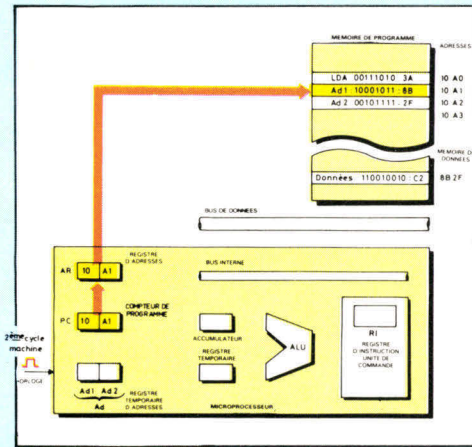 MEMOIRE DE PROGRAMME
ADRESSES
LDA 00111010 3A 10 A0
Ad1 10001011 : 8B 10 A1
Ad 2 00101111 . 2F 10 A2
10 A3
MEMOIRE D
DONNEES
Données 110010010 : C2 8B 2F
BUS DE DONNEES
REGISTRE
D ADRESSES
AR 10 A1
BUS INTERNE
COMPTEUR DE
PROGRAMME
PC 10 A1
2ème cycle
machine
HORLOGE
ACCUMULATEUR
REGISTRE
TEMPORAIRE
ALU
RI
REGISTRE
D INSTRUCTION
UNITE DE
COMMANDE
Ad 1 Ad 2
Ad
REGISTRE
TEMPORAIRE
D ADRESSES
MICROPROCESSEUR